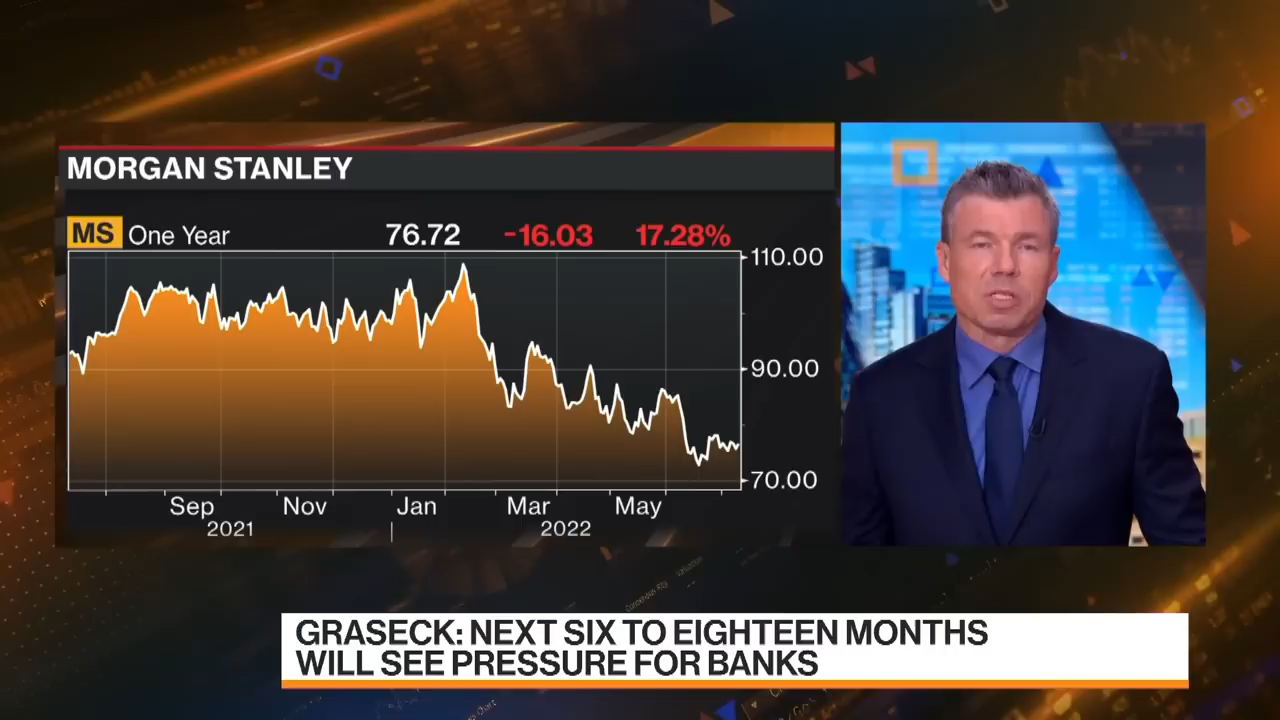 MORGAN STANLEY
MS One Year 76.72 -16.03 17.28%
110.00
90.00
70.00
Sep Nov Jan Mar May
2021 2022
GRASECK: NEXT SIX TO EIGHTEEN MONTHS
WILL SEE PRESSURE FOR BANKS